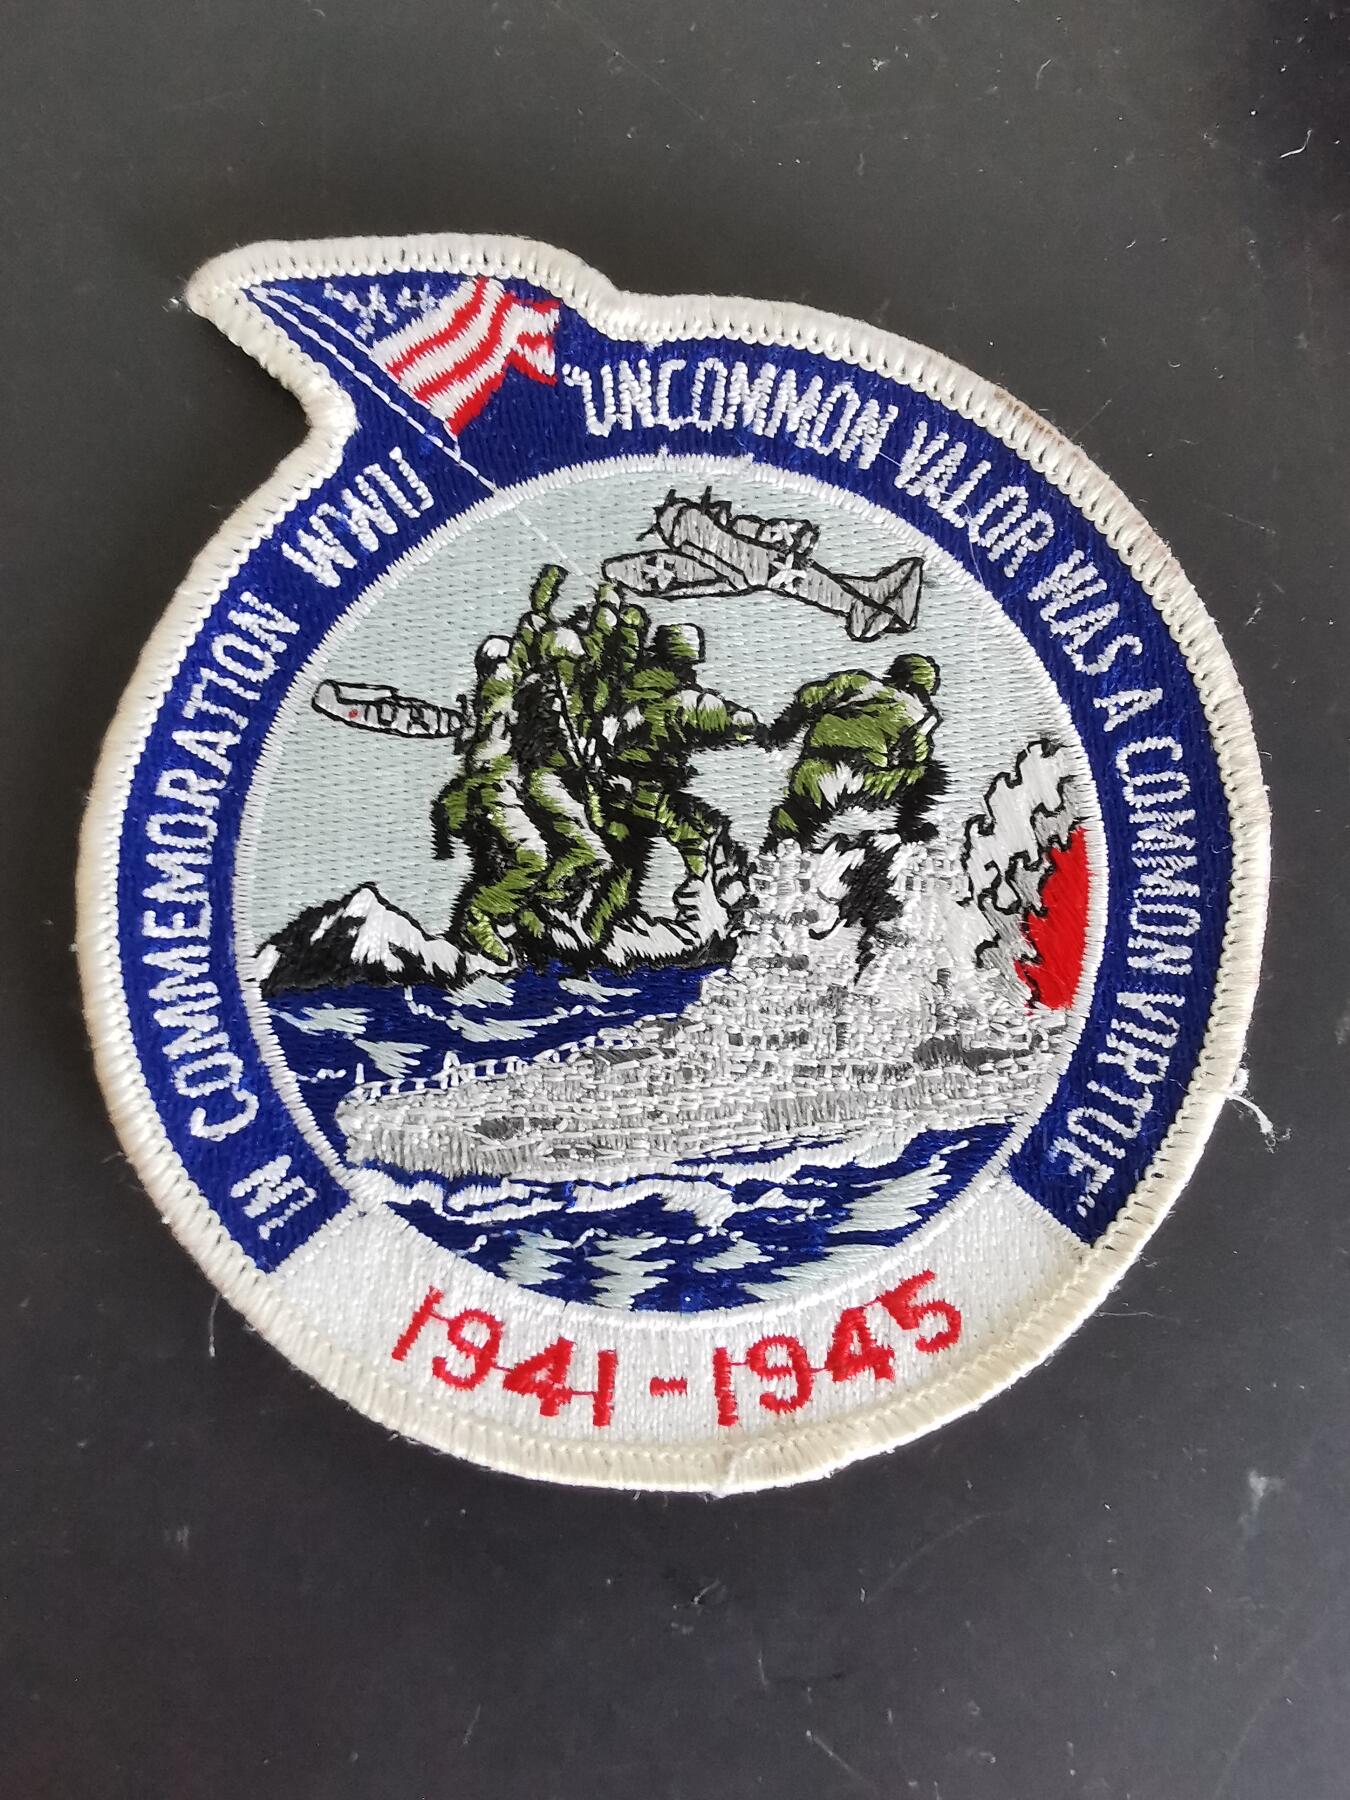 IN COMMEMORATION WWII
"UNCOMMON VALOR WAS A COMMON VIRTUE"
1941-1945